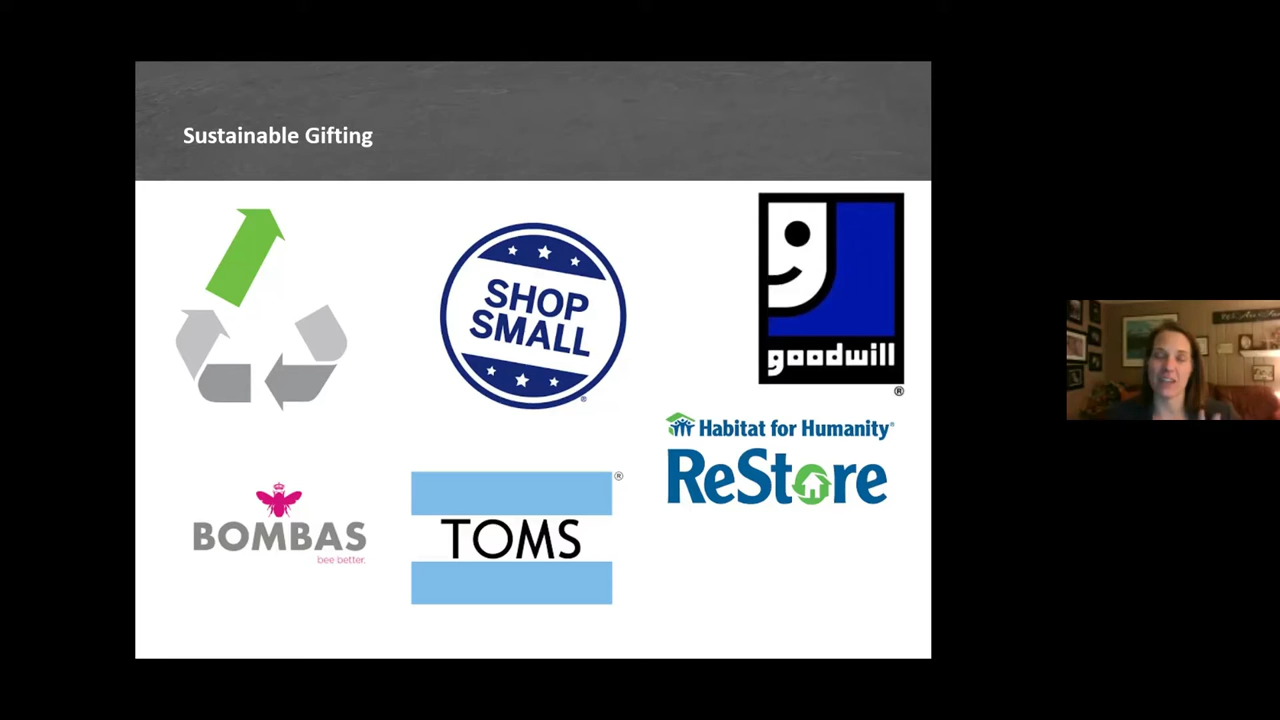 Sustainable Gifting
SHOP
SMALL
®
goodwill
®
Habitat for Humanity®
ReStore
BOMBAS
bee better.
TOMS
®